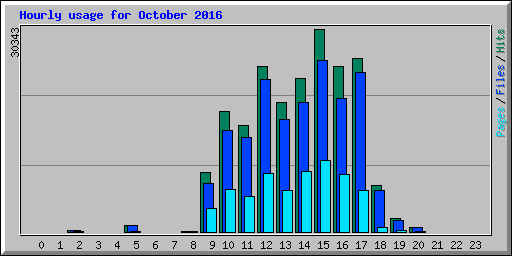 Hourly usage for October 2016
30343
Pages/Files/Hits
0 1 2 3 4 5 6 7 8 9 10 11 12 13 14 15 16 17 18 19 20 21 22 23